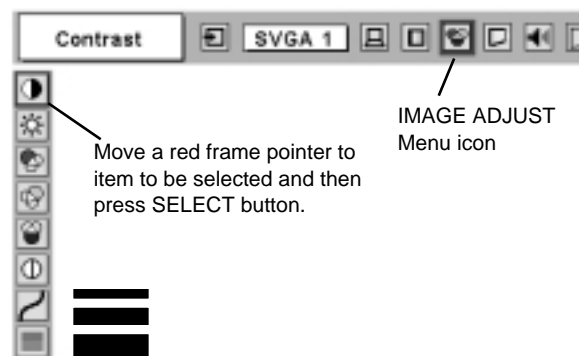 Contrast
SVGA 1
IMAGE ADJUST
Menu icon
Move a red frame pointer to
item to be selected and then
press SELECT button.